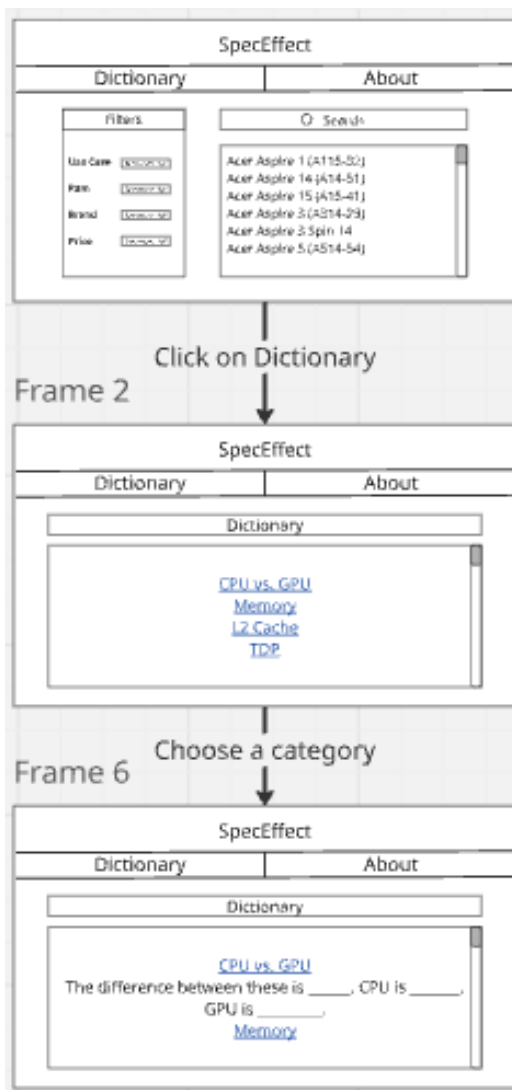 SpecEffect
Dictionary About
Filters
Search
Use Case
Ram
Brand
Price
Acer Aspire 1 (A115-32)
Acer Aspire 14 (A14-51)
Acer Aspire 15 (A15-41)
Acer Aspire 3 (A314-23)
Acer Aspire 3 Spin 14
Acer Aspire 5 (A514-54)
Click on Dictionary
Frame 2
SpecEffect
Dictionary About
Dictionary
CPU vs. GPU
Memory
L2 Cache
TDP
Choose a category
Frame 6
SpecEffect
Dictionary About
Dictionary
CPU vs. GPU
The difference between these is _____, CPU is ______,
GPU is ________.
Memory